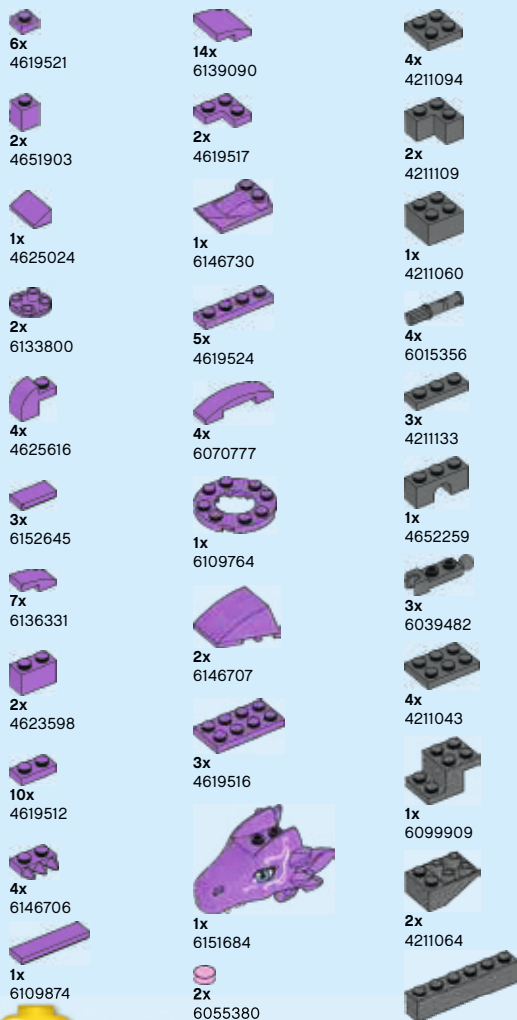 6x
4619521
2x
4651903
1x
4625024
2x
6133800
4x
4625616
3x
6152645
7x
6136331
2x
4623598
10x
4619512
4x
6146706
1x
6109874
14x
6139090
2x
4619517
1x
6146730
5x
4619524
4x
6070777
1x
6109764
2x
6146707
3x
4619516
1x
6151684
2x
6055380
4x
4211094
2x
4211109
1x
4211060
4x
6015356
3x
4211133
1x
4652259
3x
6039482
4x
4211043
1x
6099909
2x
4211064